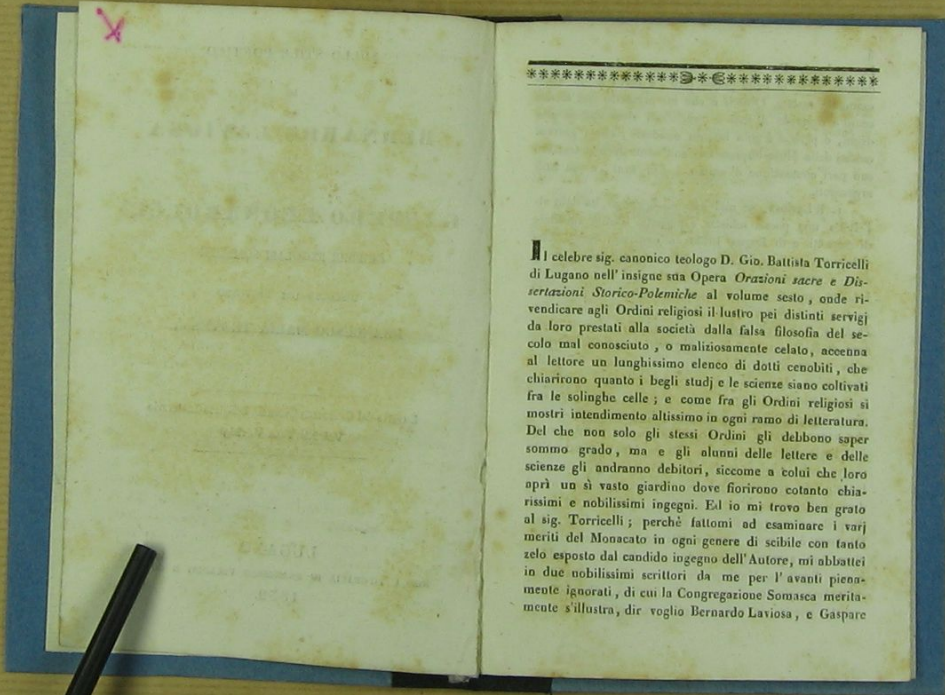 Il celebre sig. canonico teologo D. Gio. Battista Torricelli
di Lugano nell' insigne sua Opera Orazioni sacre e Dis-
sertazioni Storico-Polemiche al volume sesto , onde ri-
vendicare agli Ordini religiosi il lustro pei distinti servigj
da loro prestati alla società dalla falsa filosofia del se-
colo mal conosciuto , o maliziosamente celato, accenna
al lettore un lunghissimo elenco di dotti cenobiti , che
chiarirono quanto i begli studj e le scienze siano coltivati
fra le solinghe celle ; e come fra gli Ordini religiosi si
mostri intendimento altissimo in ogni ramo di letteratura.
Del che non solo gli stessi Ordini gli debbono saper
sommo grado , ma e gli alunni delle lettere e delle
scienze gli andranno debitori , siccome a colui che loro
aprì un sì vasto giardino dove fiorirono cotanto chia-
rissimi e nobilissimi ingegni. Ed io mi trovo ben grato
al sig. Torricelli ; perchè fattomi ad esaminare i varj
meriti del Monacato in ogni genere di scibile con tanto
zelo esposto dal candido ingegno dell'Autore, mi abbattei
in due nobilissimi scrittori da me per l' avanti piena-
mente ignorati , di cui la Congregazione Somasca merita-
mente s'illustra, dir voglio Bernardo Laviosa, e Gaspare